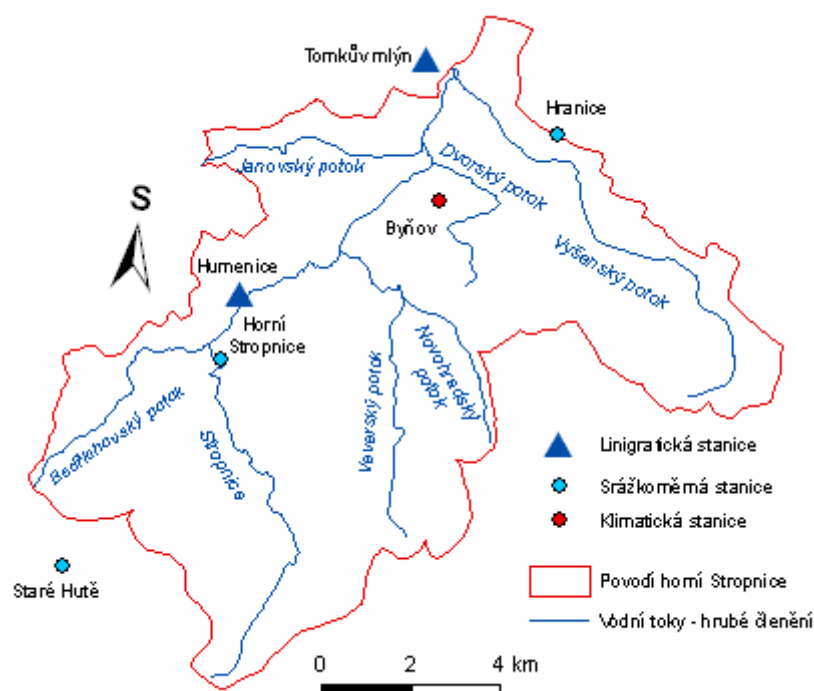 Tomkův mlýn
Hranice
Janovský potok
Dvorský potok
S
Byňov
Vyšenský potok
Humenice
Horní
Stropnice
Novohradský
potok
Veverský potok
Bedřichovský potok
Stropnice
Linigrafická stanice
Srážkoměrná stanice
Klimatická stanice
Staré Hutě
Povodí horní Stropnice
Vodní toky - hrubé členění
0 2 4 km